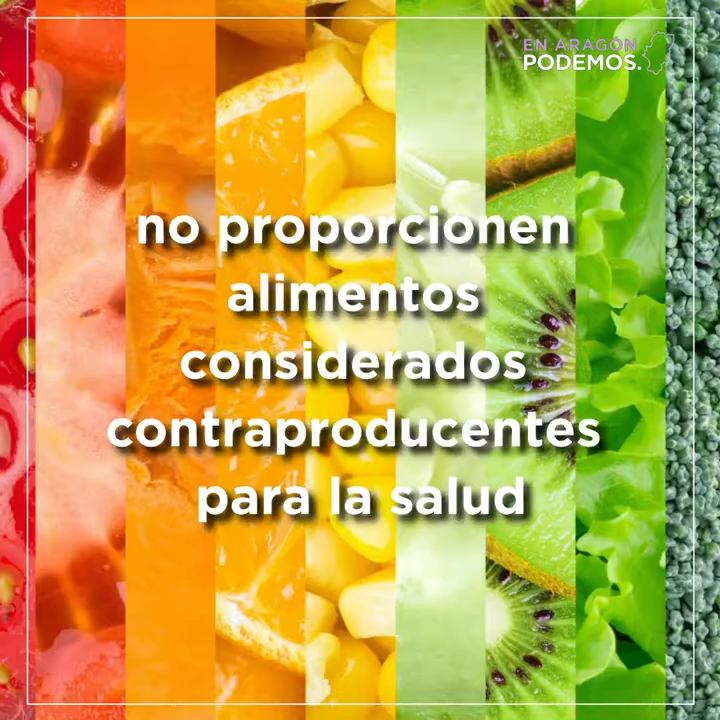 EN ARAGÓN
PODEMOS.
no proporcionen
alimentos
considerados
contraproducentes
para la salud